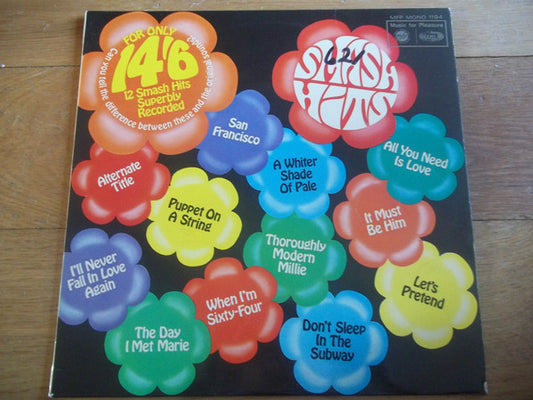 MFP MONO 1194
Music for Pleasure
FOR ONLY
14'6
12 Smash Hits
Superbly
Recorded
Can you tell the difference between these and the original sounds?
621
SMASH
HITS
San
Francisco
All You Need
Is Love
A Whiter
Shade
Of Pale
Alternate
Title
Puppet On
A String
It Must
Be Him
Thoroughly
Modern
Millie
I'll Never
Fall In Love
Again
Let's
Pretend
When I'm
Sixty-Four
The Day
I Met Marie
Don't Sleep
In The
Subway